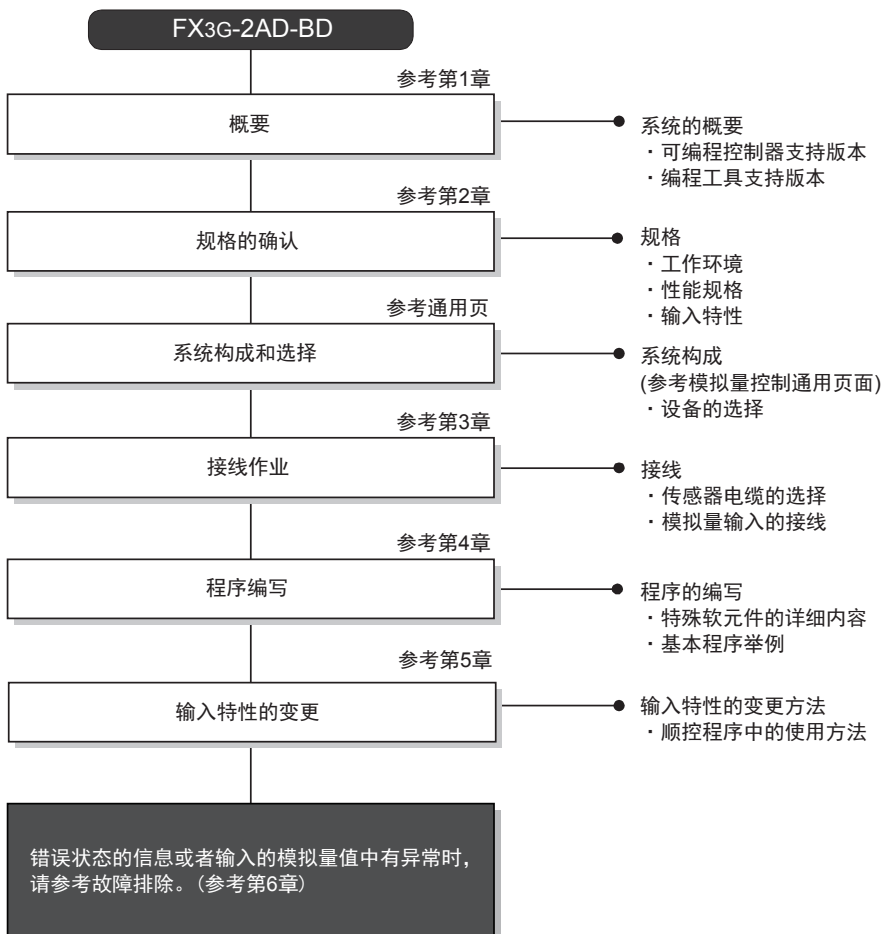 FX3G-2AD-BD
参考第1章
概要
系统的概要
・可编程控制器支持版本
・编程工具支持版本
参考第2章
规格的确认
规格
・工作环境
・性能规格
・输入特性
参考通用页
系统构成和选择
系统构成
(参考模拟量控制通用页面)
・设备的选择
参考第3章
接线作业
接线
・传感器电缆的选择
・模拟量输入的接线
参考第4章
程序编写
程序的编写
・特殊软元件的详细内容
・基本程序举例
参考第5章
输入特性的变更
输入特性的变更方法
・顺控程序中的使用方法
错误状态的信息或者输入的模拟量值中有异常时，
请参考故障排除。(参考第6章)